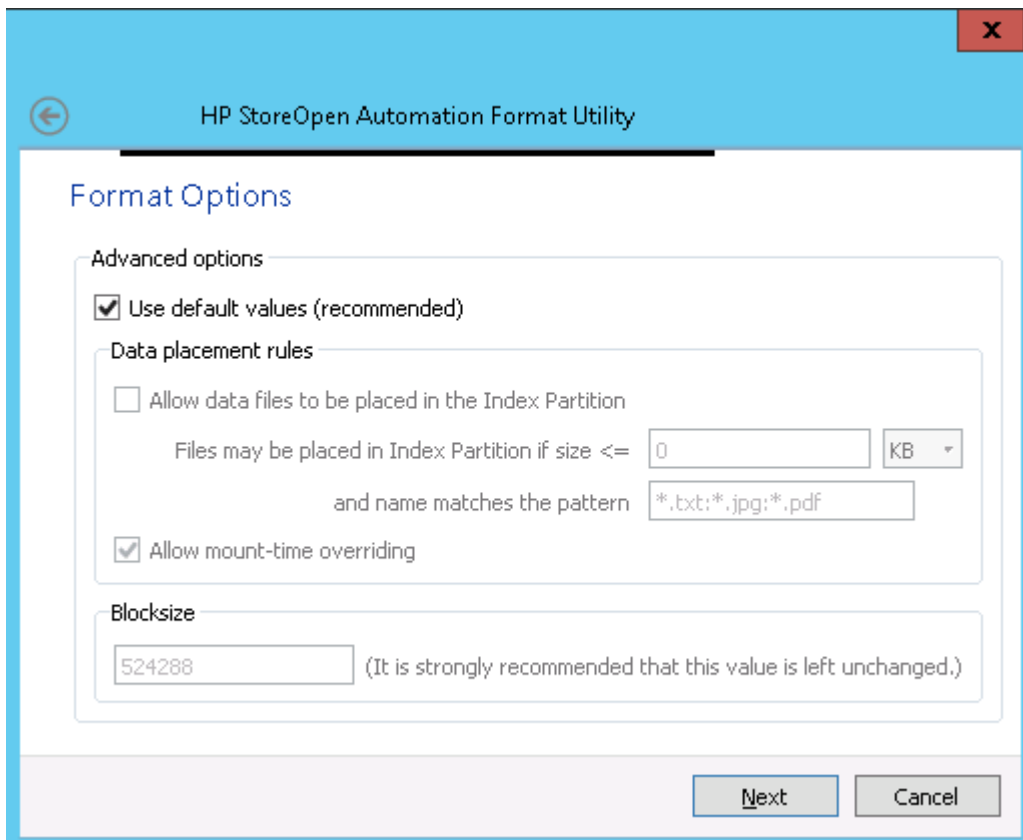 x
HP StoreOpen Automation Format Utility
Format Options
Advanced options
Use default values (recommended)
Data placement rules
Allow data files to be placed in the Index Partition
Files may be placed in Index Partition if size <= 0 KB
and name matches the pattern *.txt:*.jpg:*.pdf
Allow mount-time overriding
Blocksize
524288 (It is strongly recommended that this value is left unchanged.)
Next Cancel